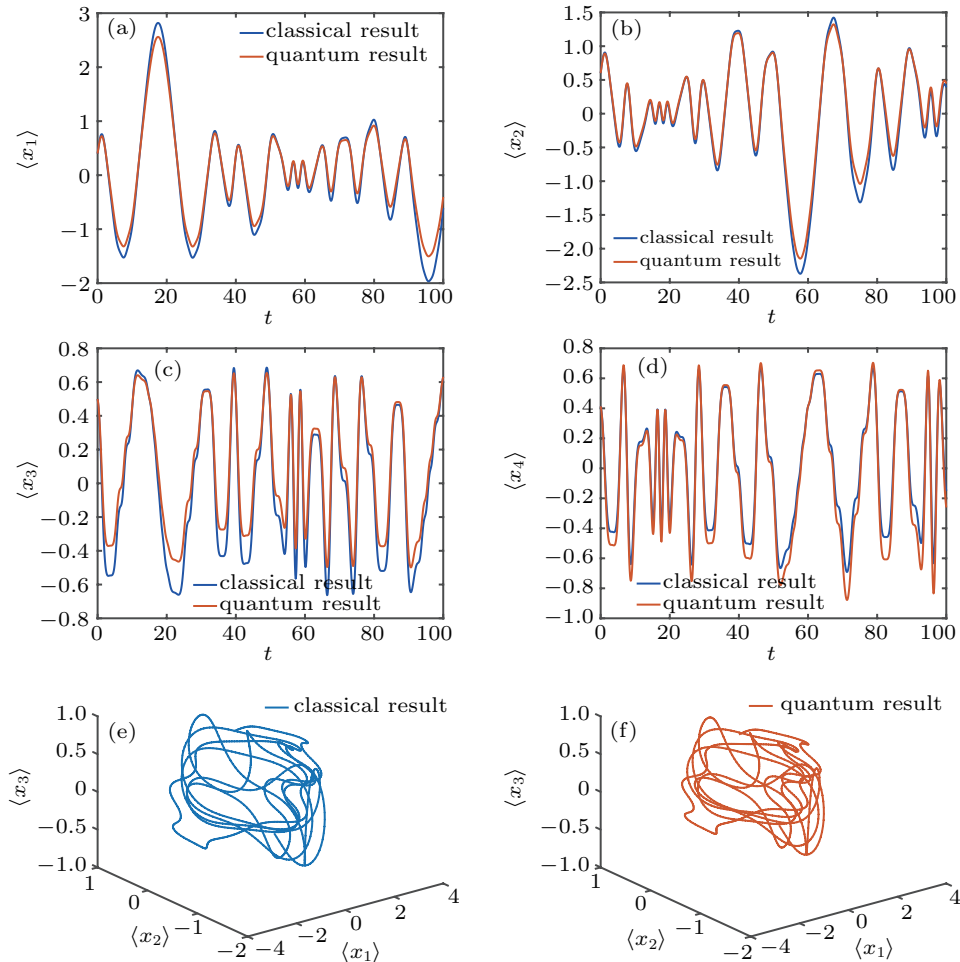 (a)
classical result
quantum result
3
2
1
0
−1
−2
⟨x₁⟩
0 20 40 60 80 100
t
(b)
classical result
quantum result
1.5
1.0
0.5
0
−0.5
−1.0
−1.5
−2.0
−2.5
⟨x₂⟩
0 20 40 60 80 100
t
(c)
classical result
quantum result
0.8
0.6
0.4
0.2
0
−0.2
−0.4
−0.6
−0.8
⟨x₃⟩
0 20 40 60 80 100
t
(d)
classical result
quantum result
0.8
0.6
0.4
0.2
0
−0.2
−0.4
−0.6
−0.8
−1.0
⟨x₄⟩
0 20 40 60 80 100
t
(e)
classical result
1.0
0.5
0
−0.5
−1.0
⟨x₃⟩
1 0 −1 −2
⟨x₂⟩
−4 −2 0 2 4
⟨x₁⟩
(f)
quantum result
1.0
0.5
0
−0.5
−1.0
⟨x₃⟩
1 0 −1 −2
⟨x₂⟩
−4 −2 0 2 4
⟨x₁⟩